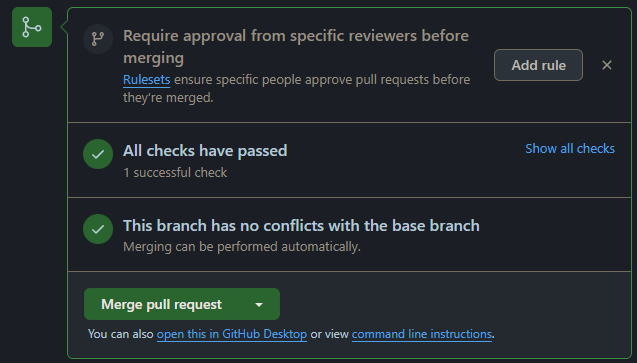 Require approval from specific reviewers before
merging
Rulesets ensure specific people approve pull requests before
they're merged.
Add rule
All checks have passed
1 successful check
Show all checks
This branch has no conflicts with the base branch
Merging can be performed automatically.
Merge pull request
You can also open this in GitHub Desktop or view command line instructions.